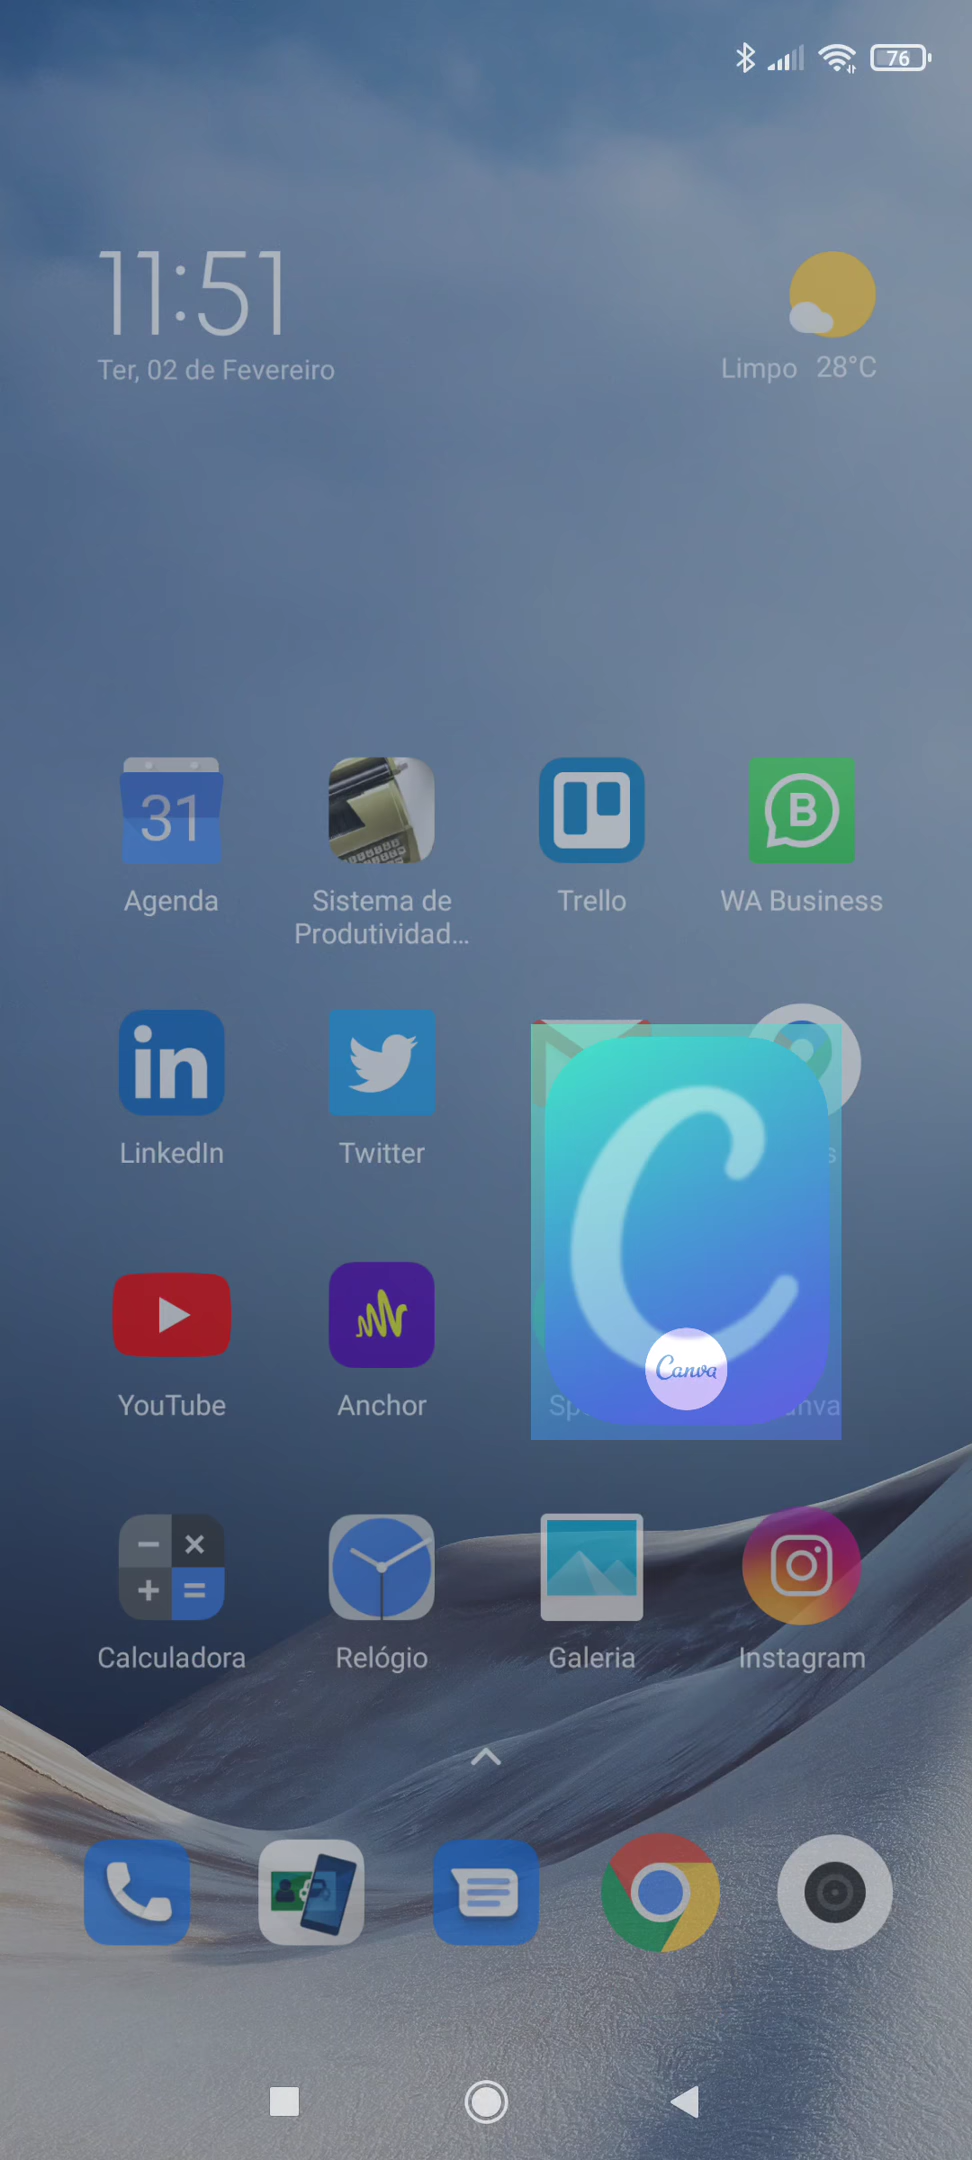 76
11:51
Ter, 02 de Fevereiro
Limpo 28°C
31
Agenda
Sistema de
Produtividad...
Trello
B
WA Business
in
LinkedIn
Twitter
C
Canva
YouTube
Anchor
Calculadora
Relógio
Galeria
Instagram